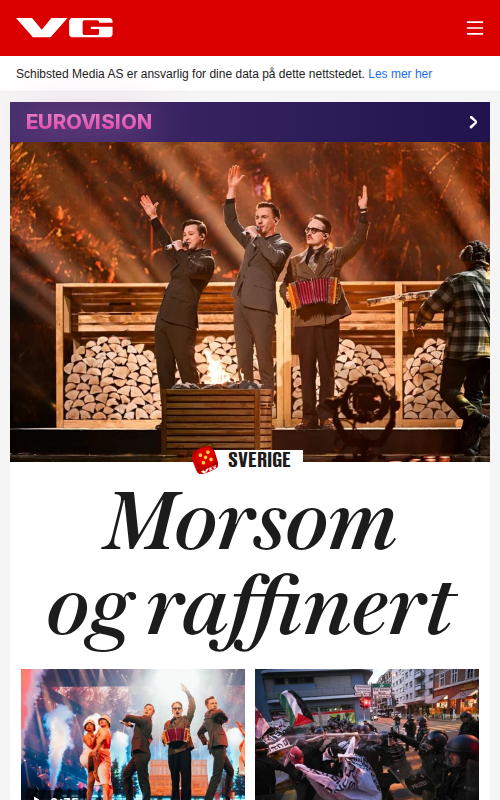 VG
Schibsted Media AS er ansvarlig for dine data på dette nettstedet. Les mer her
EUROVISION
SVERIGE
Morsom
og raffinert